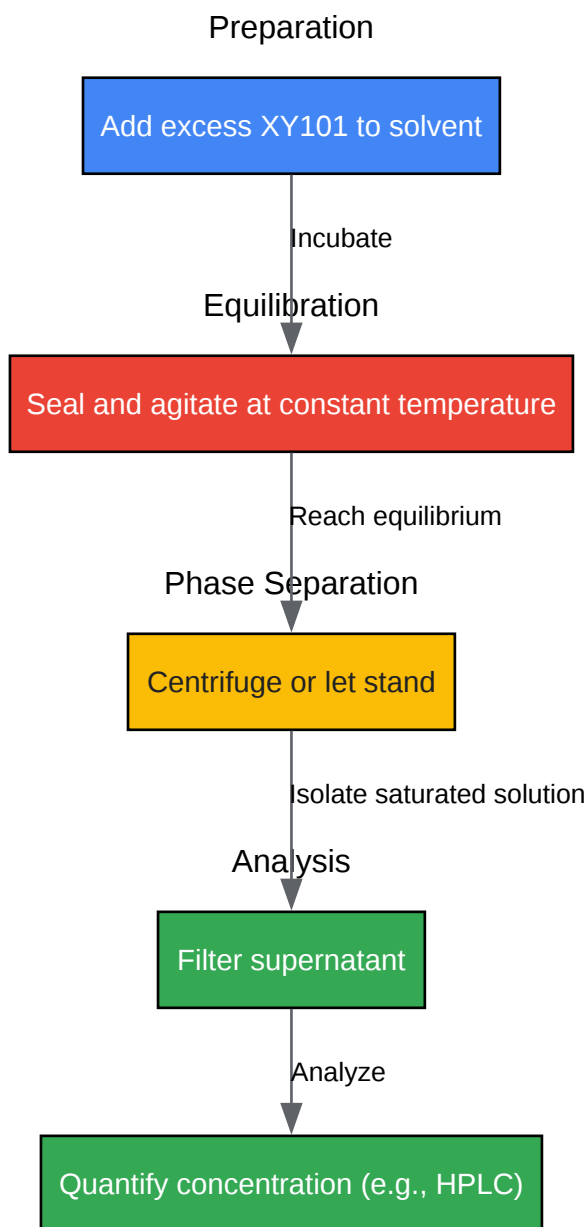 Preparation
Add excess XY101 to solvent
Incubate
Equilibration
Seal and agitate at constant temperature
Reach equilibrium
Phase Separation
Centrifuge or let stand
Isolate saturated solution
Analysis
Filter supernatant
Analyze
Quantify concentration (e.g., HPLC)